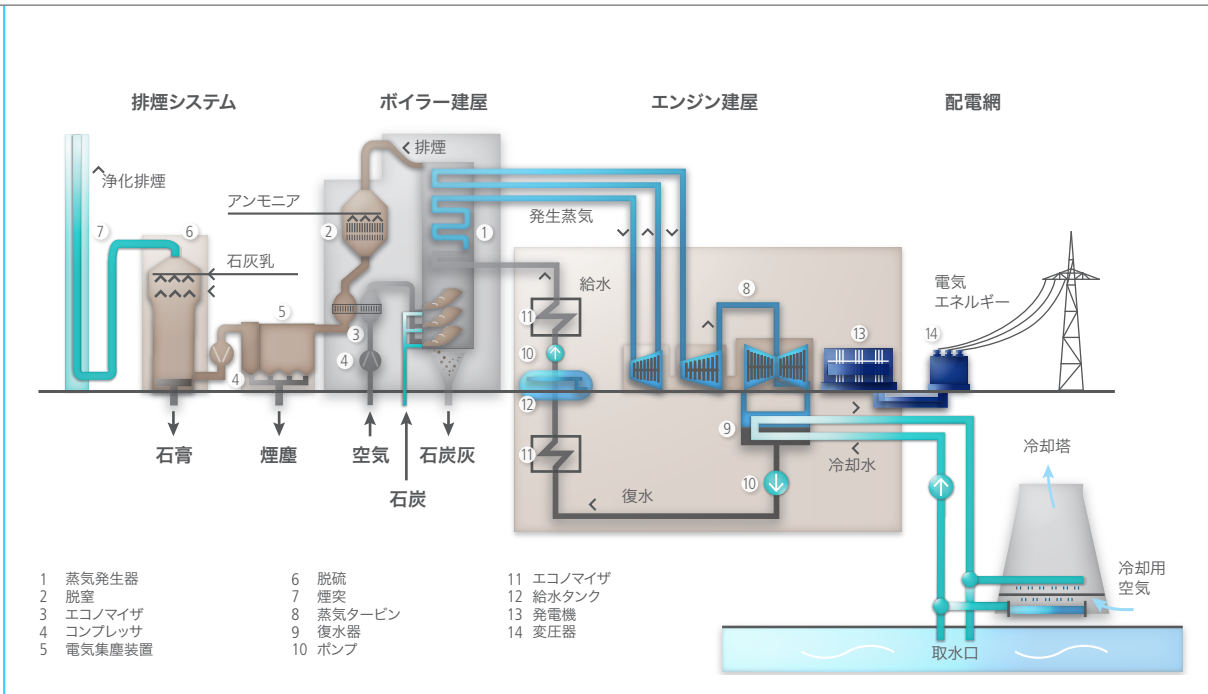 排煙システム
ボイラー建屋
エンジン建屋
配電網
排煙
浄化排煙
アンモニア
発生蒸気
7
6
2
1
石灰乳
給水
電気
エネルギー
8
5
11
3
13
14
10
4
4
12
9
冷却水
石膏
煙塵
空気
石炭灰
11
冷却塔
石炭
10
復水
冷却用
空気
取水口
1 蒸気発生器
2 脱窒
3 エコノマイザ
4 コンプレッサ
5 電気集塵装置
6 脱硫
7 煙突
8 蒸気タービン
9 復水器
10 ポンプ
11 エコノマイザ
12 給水タンク
13 発電機
14 変圧器